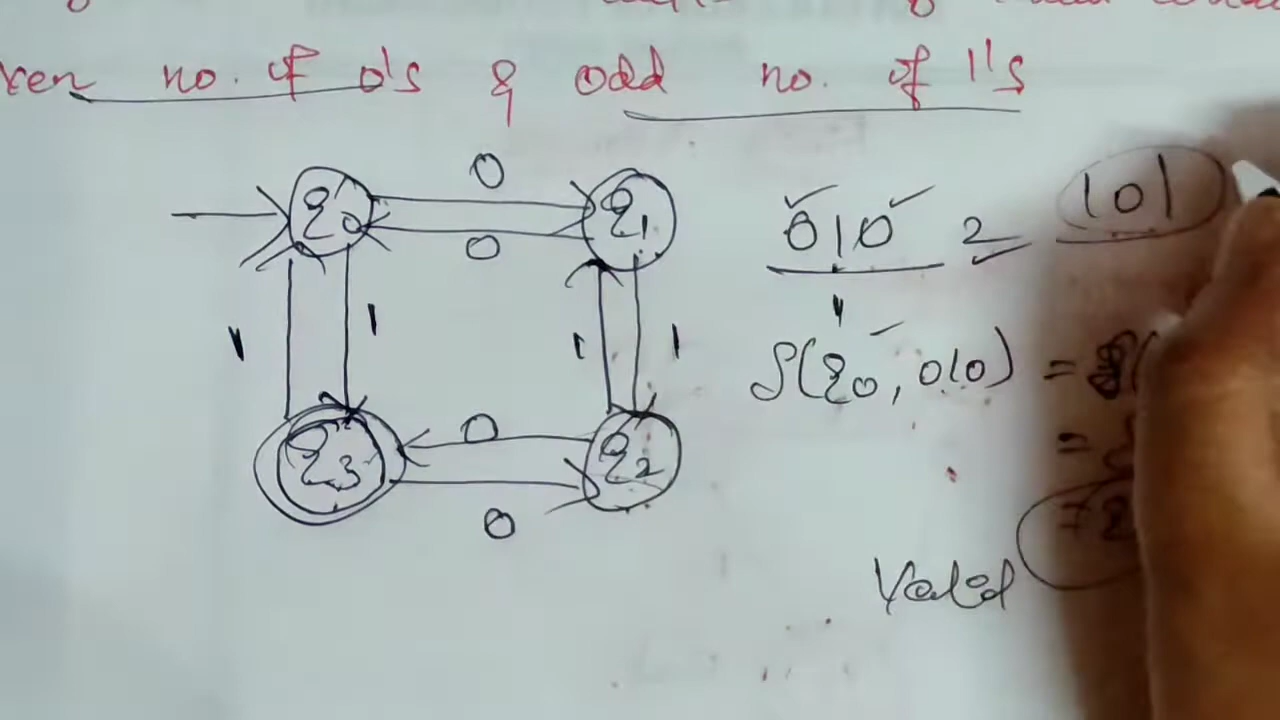 no. of 0's & odd no. of 1's
q0 0 q1
0
010 2 101
1 1 1 1
δ(q0, 010) =
q3 0 q2
=
0
Valid